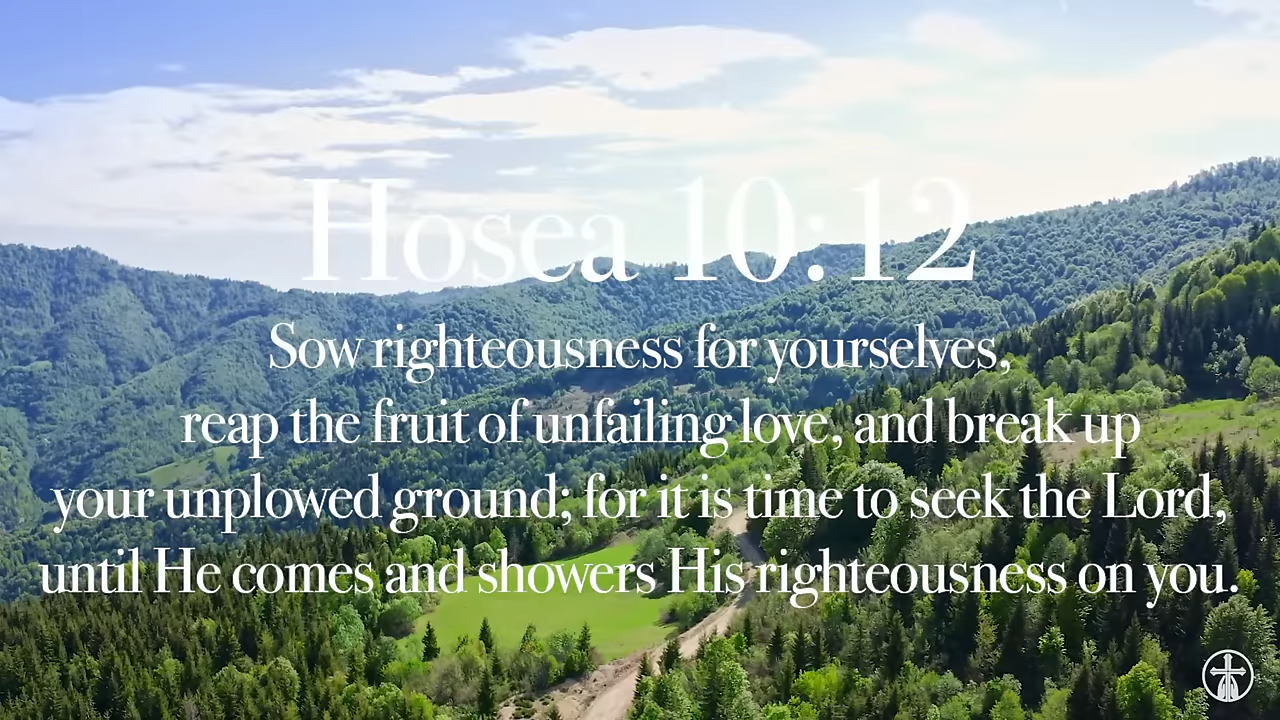 Hosea 10:12
Sow righteousness for yourselves,
reap the fruit of unfailing love, and break up
your unplowed ground; for it is time to seek the Lord,
until He comes and showers His righteousness on you.